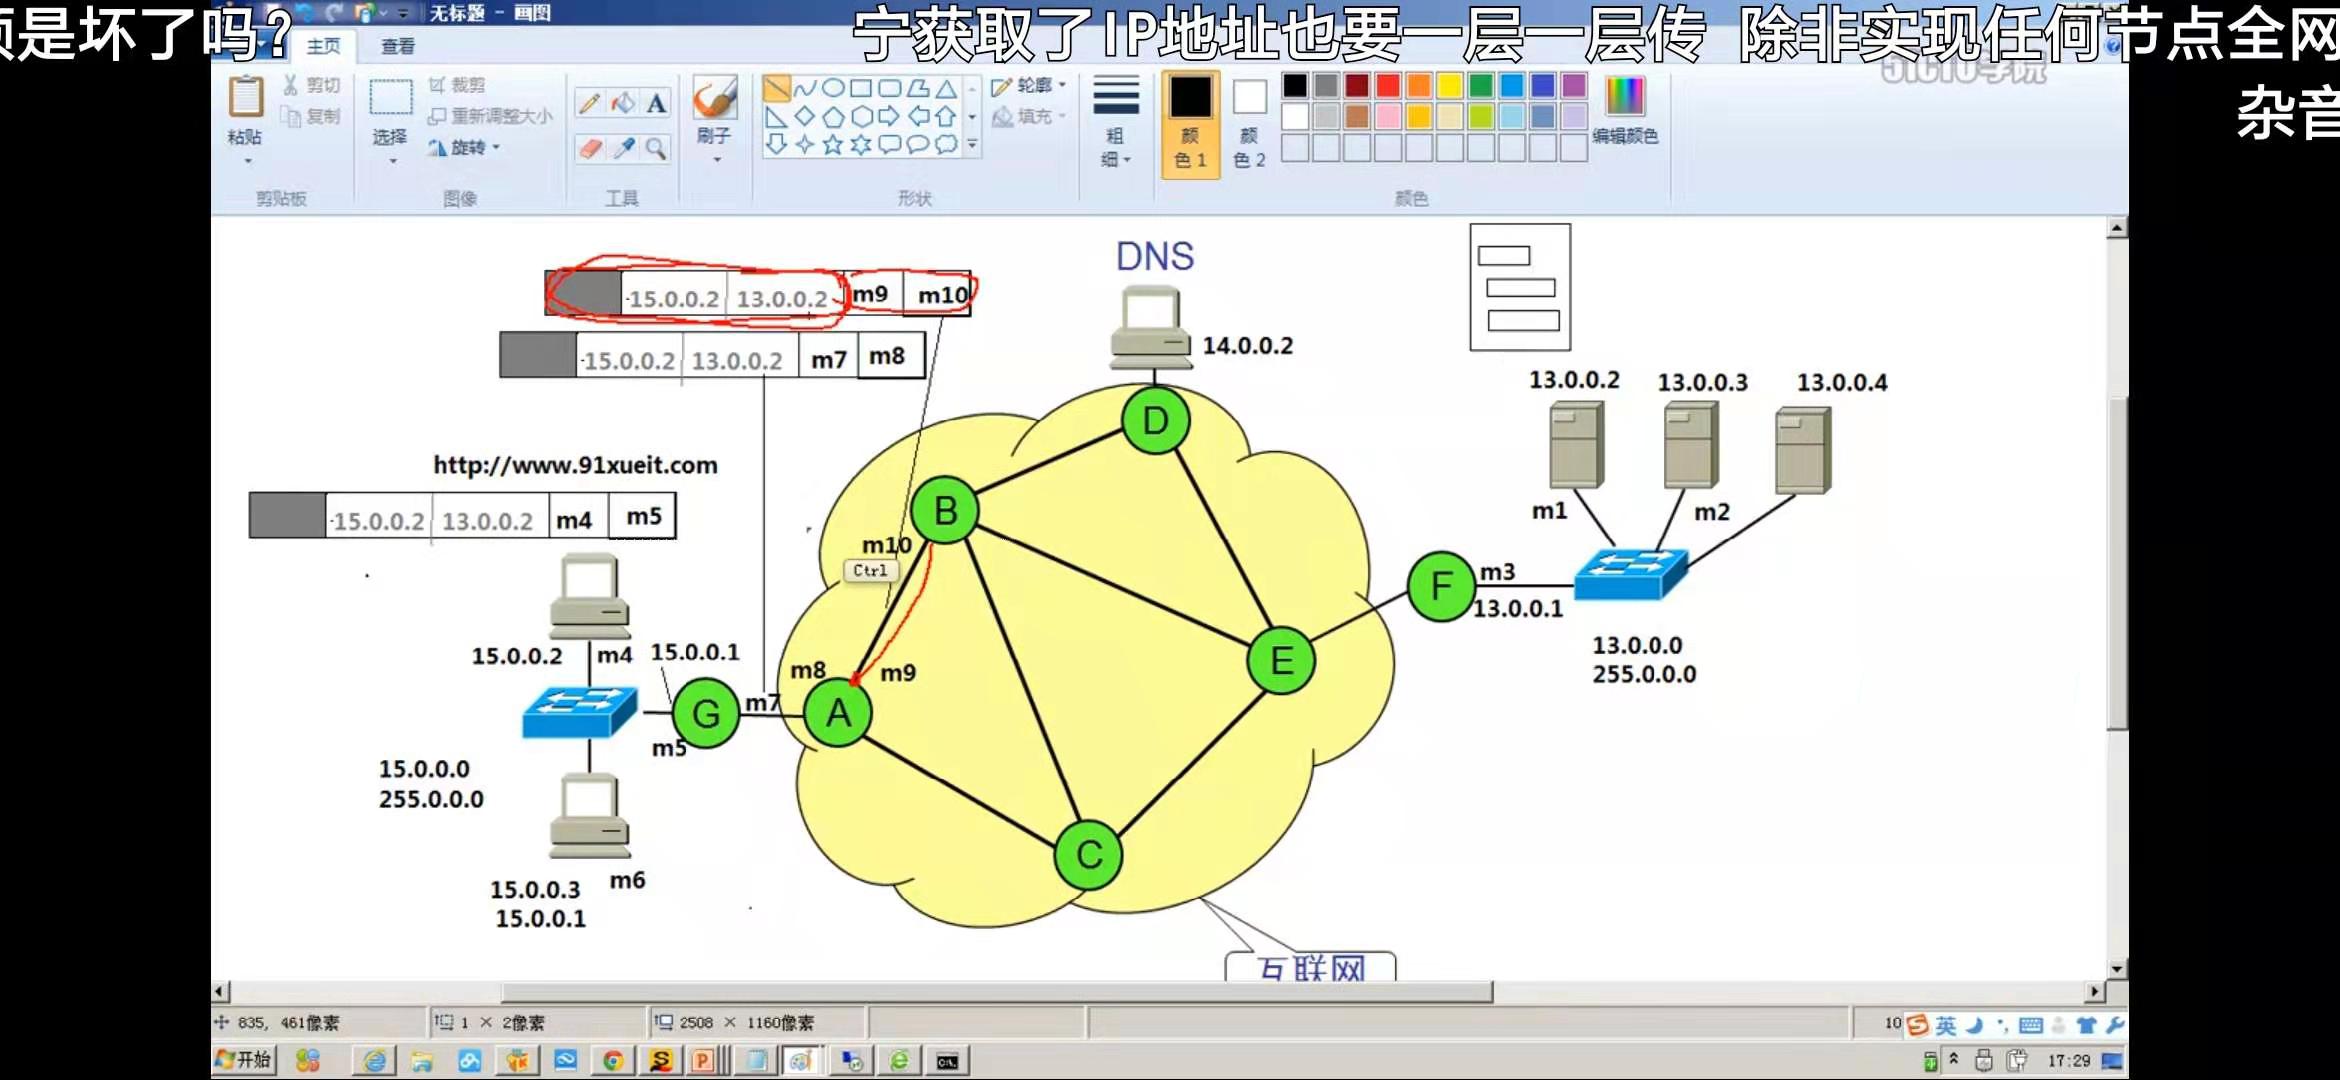 无标题 - 画图
频是坏了吗?
宁获取了IP地址也要一层一层传 除非实现任何节点全网
杂音
主页
查看
51CTO学院
粘贴
剪切
复制
选择
裁剪
重新调整大小
旋转
A
刷子
轮廓
填充
粗细
颜色 1
颜色 2
编辑颜色
剪贴板
图像
工具
形状
颜色
DNS
15.0.0.2
13.0.0.2
m9
m10
15.0.0.2
13.0.0.2
m7
m8
14.0.0.2
13.0.0.2
13.0.0.3
13.0.0.4
D
http://www.91xueit.com
15.0.0.2
13.0.0.2
m4
m5
B
m10
Ctrl
m1
m2
F
m3
13.0.0.1
13.0.0.0
255.0.0.0
E
15.0.0.2
m4
15.0.0.1
m8
m9
G
m7
A
m5
15.0.0.0
255.0.0.0
C
15.0.0.3
m6
15.0.0.1
互联网
835, 461像素
1 × 2像素
2508 × 1160像素
10
英
开始
17:29